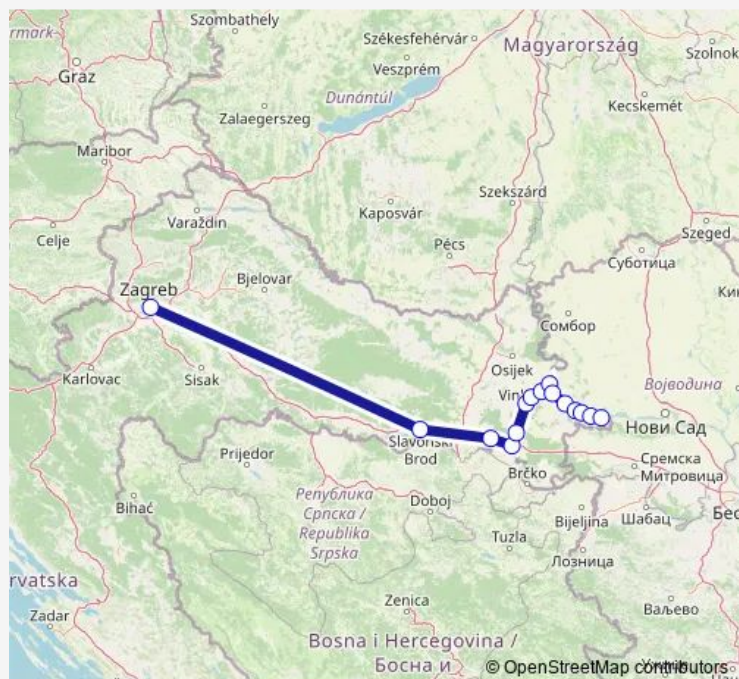 Szombathely
rmark-
Székesfehérvár
Magyarország
Szolnok
Graz
Veszprém
Dunántúl
Kecskemét
Zalaegerszeg
Maribor
Szekszárd
Varaždin
Kaposvár
Celje
Szeged
Pécs
Суботица
Bjelovar
Zagreb
Сомбор
Karlovac
Sisak
Osijek
Војводина
Нови Сад
Slavonski
Brod
Prijedor
Brčko
Сремска
Митровица
Република
Српска /
Republika
Srpska
Doboj
Bihać
Bijeljina
Шабац
Tuzla
Лозница
rvatska
Zenica
Ваљево
Zadar
Bosna i Hercegovina /
Босна и
© OpenStreetMap contributors